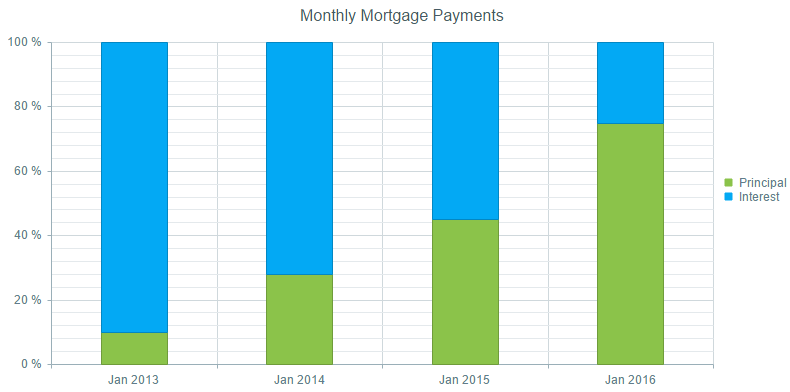 Monthly Mortgage Payments
100 %
80 %
60 %
40 %
20 %
0 %
Jan 2013
Jan 2014
Jan 2015
Jan 2016
Principal
Interest